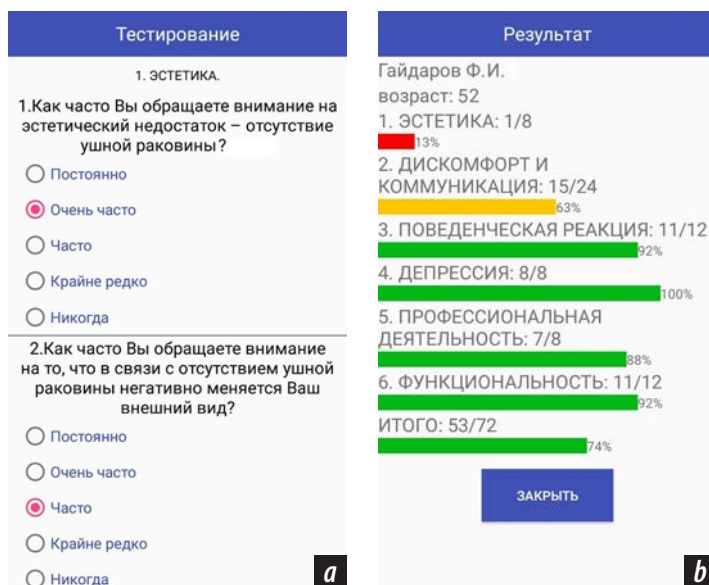 Тестирование
1. ЭСТЕТИКА.
1.Как часто Вы обращаете внимание на
эстетический недостаток – отсутствие
ушной раковины?
Постоянно
Очень часто
Часто
Крайне редко
Никогда
2.Как часто Вы обращаете внимание
на то, что в связи с отсутствием ушной
раковины негативно меняется Ваш
внешний вид?
Постоянно
Очень часто
Часто
Крайне редко
Никогда
a
Результат
Гайдаров Ф.И.
возраст: 52
1. ЭСТЕТИКА: 1/8
13%
2. ДИСКОМФОРТ И
КОММУНИКАЦИЯ: 15/24
63%
3. ПОВЕДЕНЧЕСКАЯ РЕАКЦИЯ: 11/12
92%
4. ДЕПРЕССИЯ: 8/8
100%
5. ПРОФЕССИОНАЛЬНАЯ
ДЕЯТЕЛЬНОСТЬ: 7/8
88%
6. ФУНКЦИОНАЛЬНОСТЬ: 11/12
92%
ИТОГО: 53/72
74%
ЗАКРЫТЬ
b